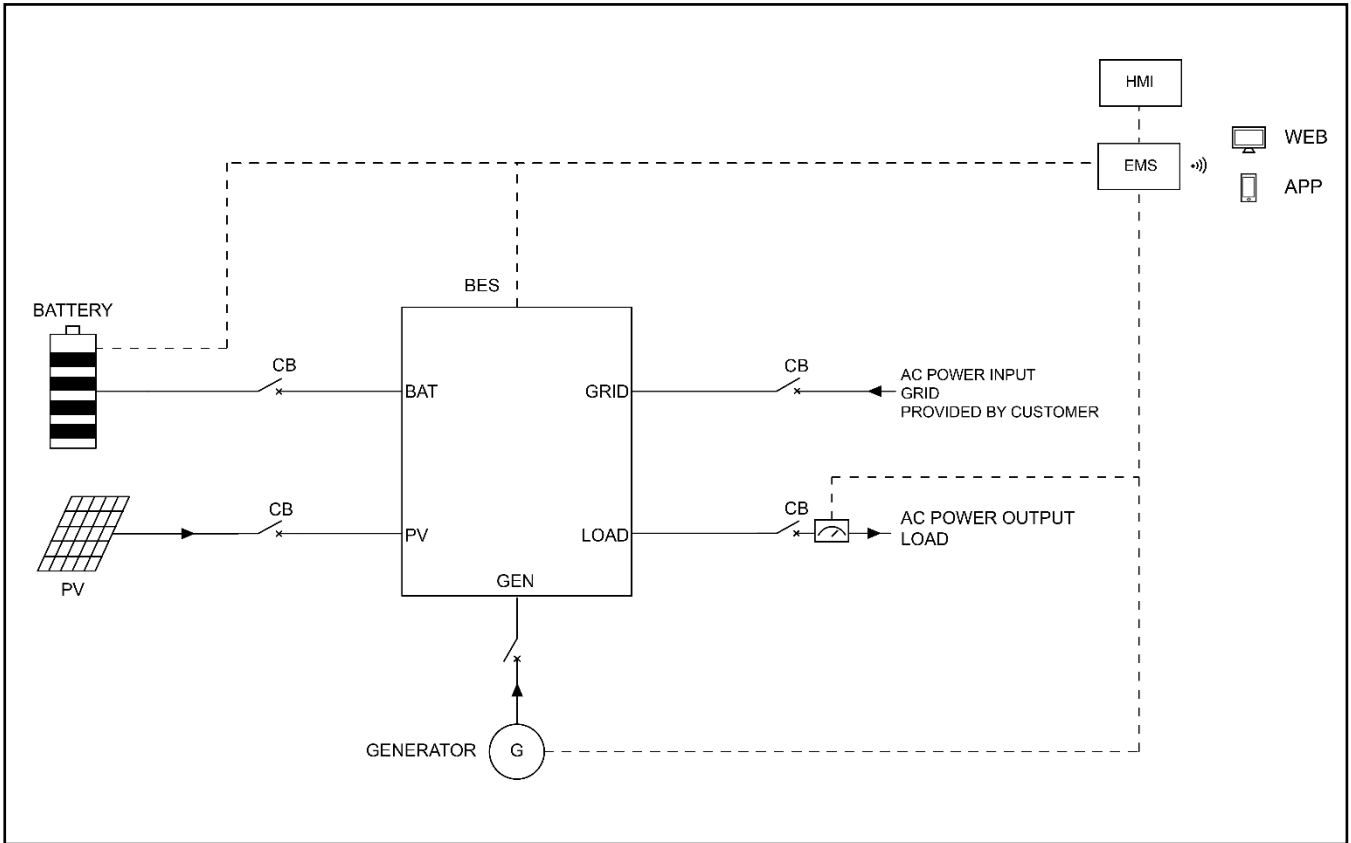 HMI
WEB
EMS
APP
BES
BATTERY
CB
CB
BAT
GRID
AC POWER INPUT
GRID
PROVIDED BY CUSTOMER
CB
CB
PV
LOAD
AC POWER OUTPUT
LOAD
PV
GEN
GENERATOR
G